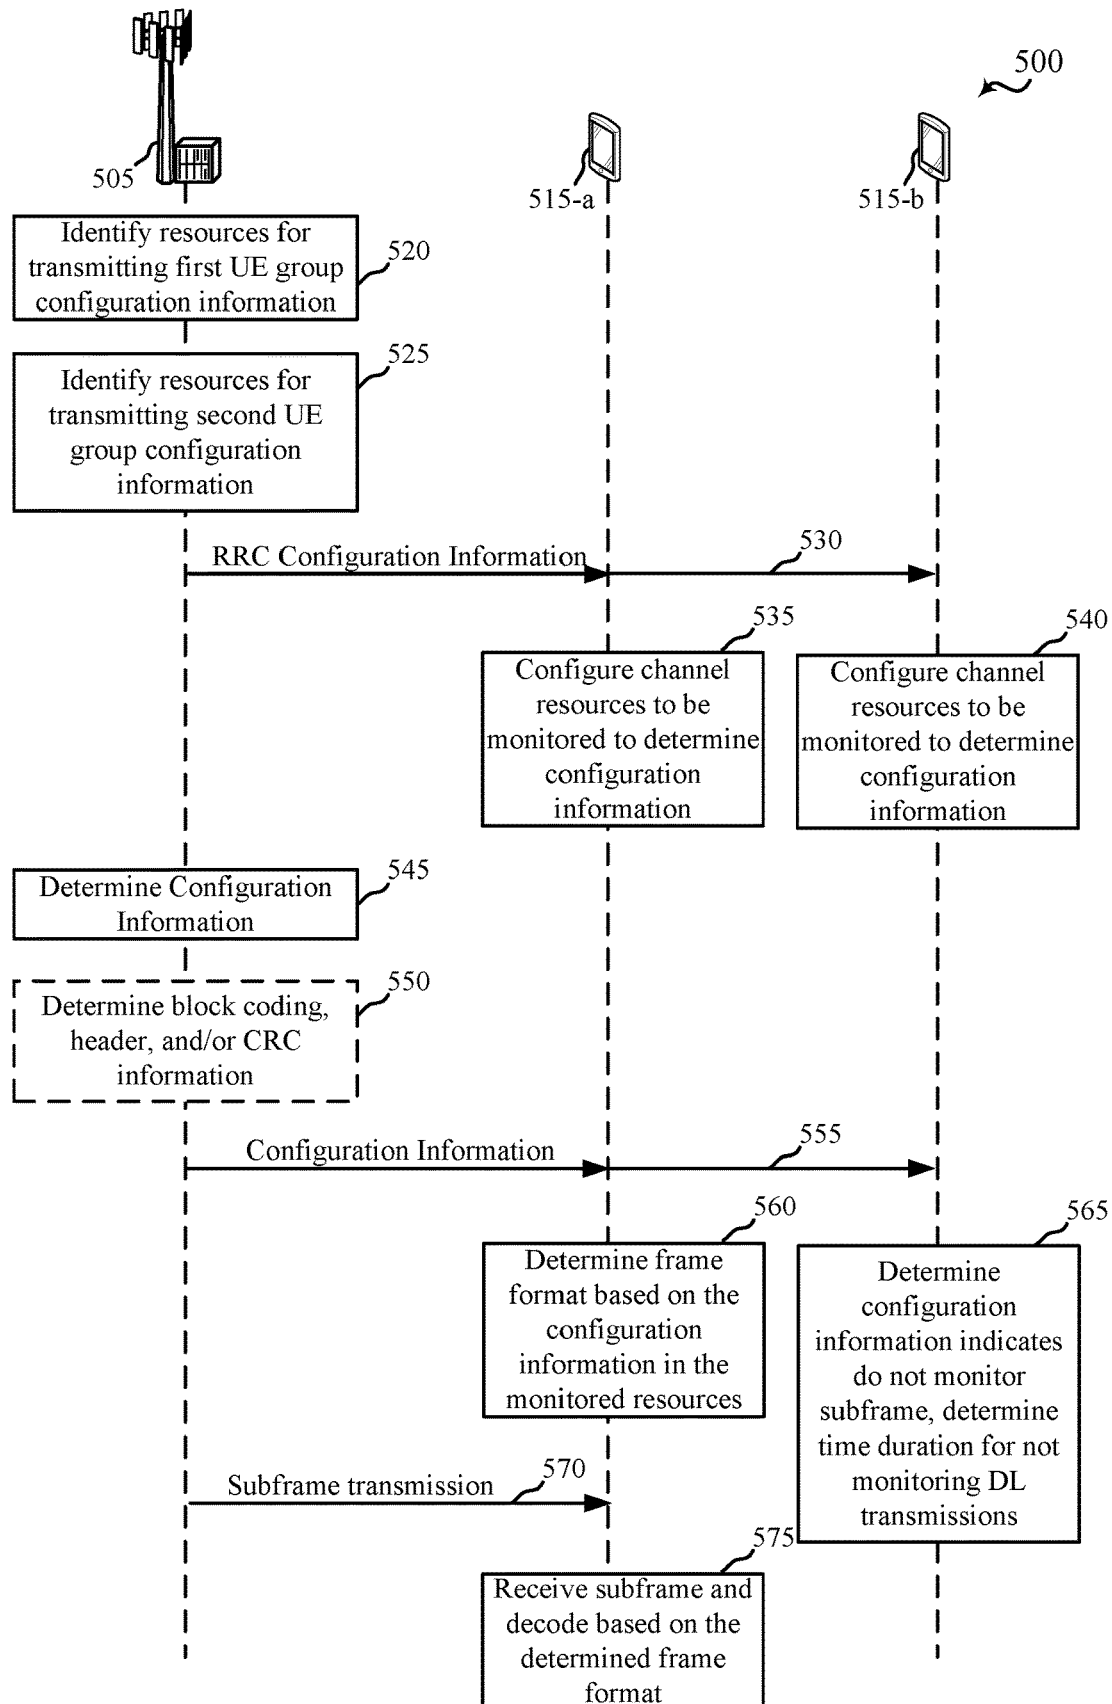 500
505
515-a
515-b
Identify resources for
transmitting first UE group
configuration information
520
525
Identify resources for
transmitting second UE
group configuration
information
RRC Configuration Information
530
535
Configure channel
resources to be
monitored to determine
configuration
information
540
Configure channel
resources to be
monitored to determine
configuration
information
545
Determine Configuration
Information
550
Determine block coding,
header, and/or CRC
information
Configuration Information
555
560
Determine frame
format based on the
configuration
information in the
monitored resources
565
Determine
configuration
information indicates
do not monitor
subframe, determine
time duration for not
monitoring DL
transmissions
Subframe transmission
570
575
Receive subframe and
decode based on the
determined frame
format